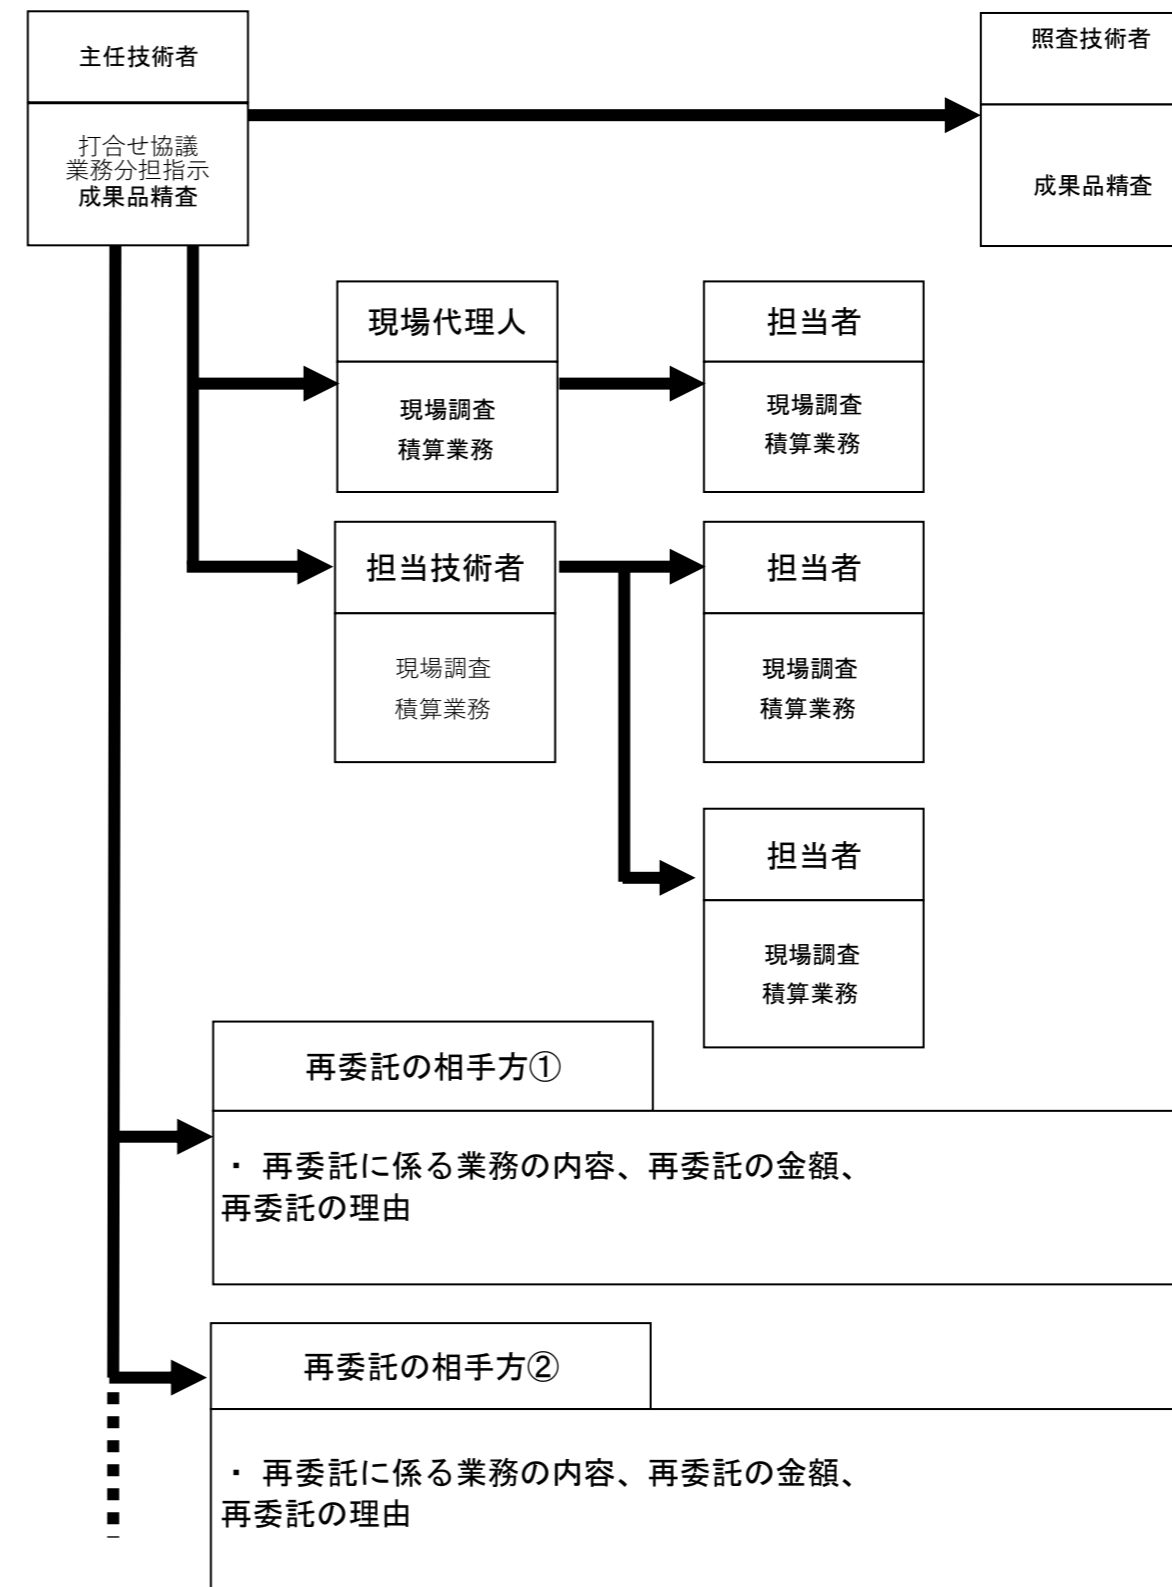 主任技術者
打合せ協議
業務分担指示
成果品精査
照査技術者
成果品精査
現場代理人
現場調査
積算業務
担当者
現場調査
積算業務
担当技術者
現場調査
積算業務
担当者
現場調査
積算業務
担当者
現場調査
積算業務
再委託の相手方①
・ 再委託に係る業務の内容、再委託の金額、
再委託の理由
再委託の相手方②
・ 再委託に係る業務の内容、再委託の金額、
再委託の理由